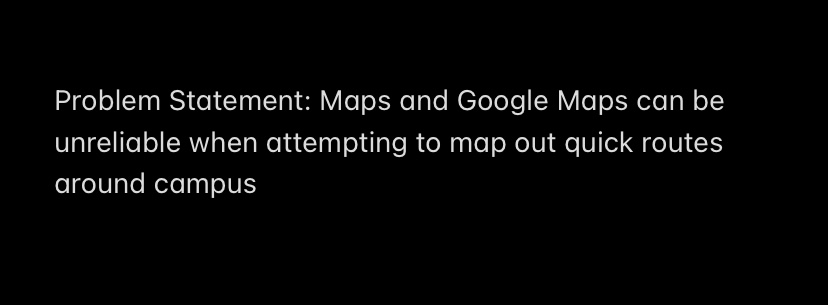 Problem Statement: Maps and Google Maps can be
unreliable when attempting to map out quick routes
around campus